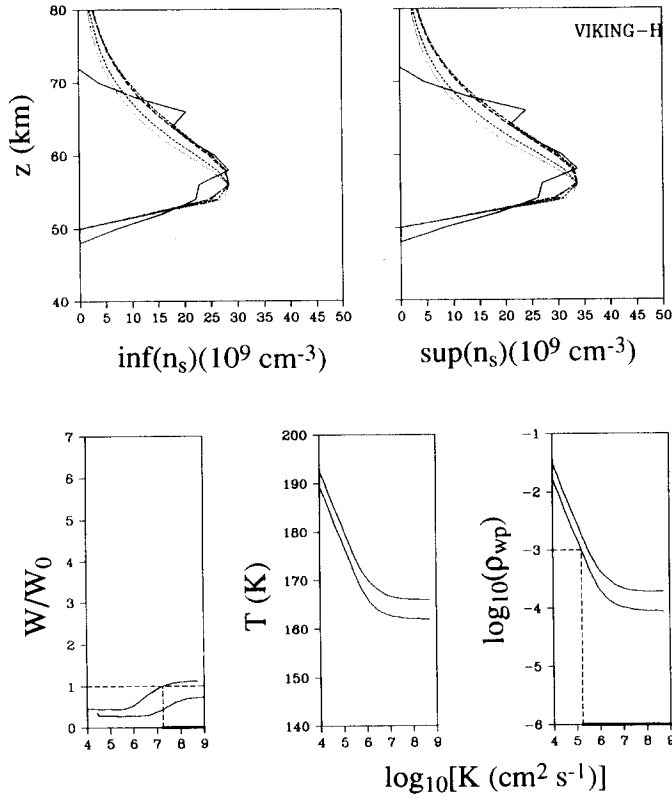 80
70
60
50
40
z (km)
VIKING-H
0 5 10 15 20 25 30 35 40 45 50
0 5 10 15 20 25 30 35 40 45 50
inf(n_s)(10^9 cm^-3)
sup(n_s)(10^9 cm^-3)
7
6
5
4
3
2
1
0
W/W_0
4 5 6 7 8 9
200
190
180
170
160
150
140
T (K)
4 5 6 7 8 9
-1
-2
-3
-4
-5
-6
log_10(ρ_wp)
4 5 6 7 8 9
log_10[K (cm^2 s^-1)]